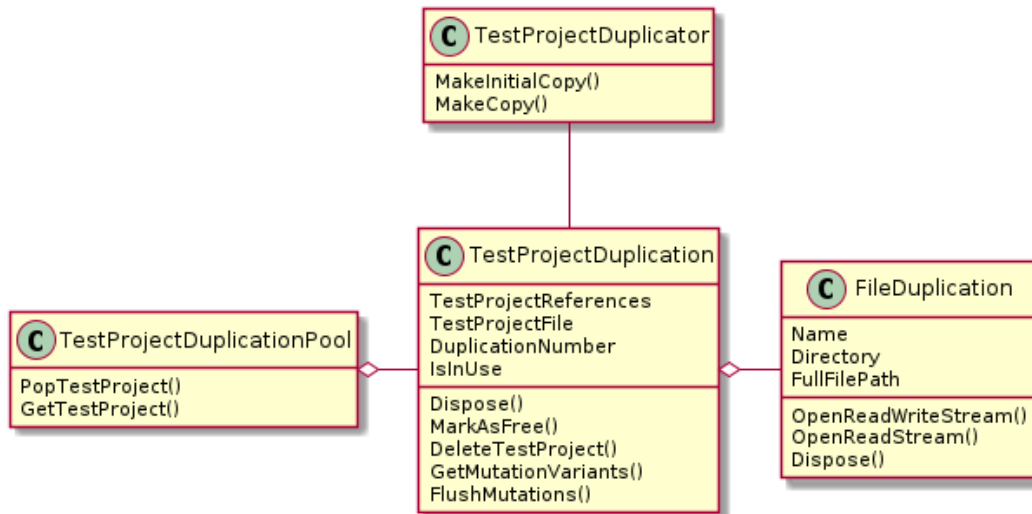 C TestProjectDuplicator
MakeInitialCopy()
MakeCopy()
C TestProjectDuplicationPool
PopTestProject()
GetTestProject()
C TestProjectDuplication
TestProjectReferences
TestProjectFile
DuplicationNumber
IsInUse
Dispose()
MarkAsFree()
DeleteTestProject()
GetMutationVariants()
FlushMutations()
C FileDuplication
Name
Directory
FullFilePath
OpenReadWriteStream()
OpenReadStream()
Dispose()